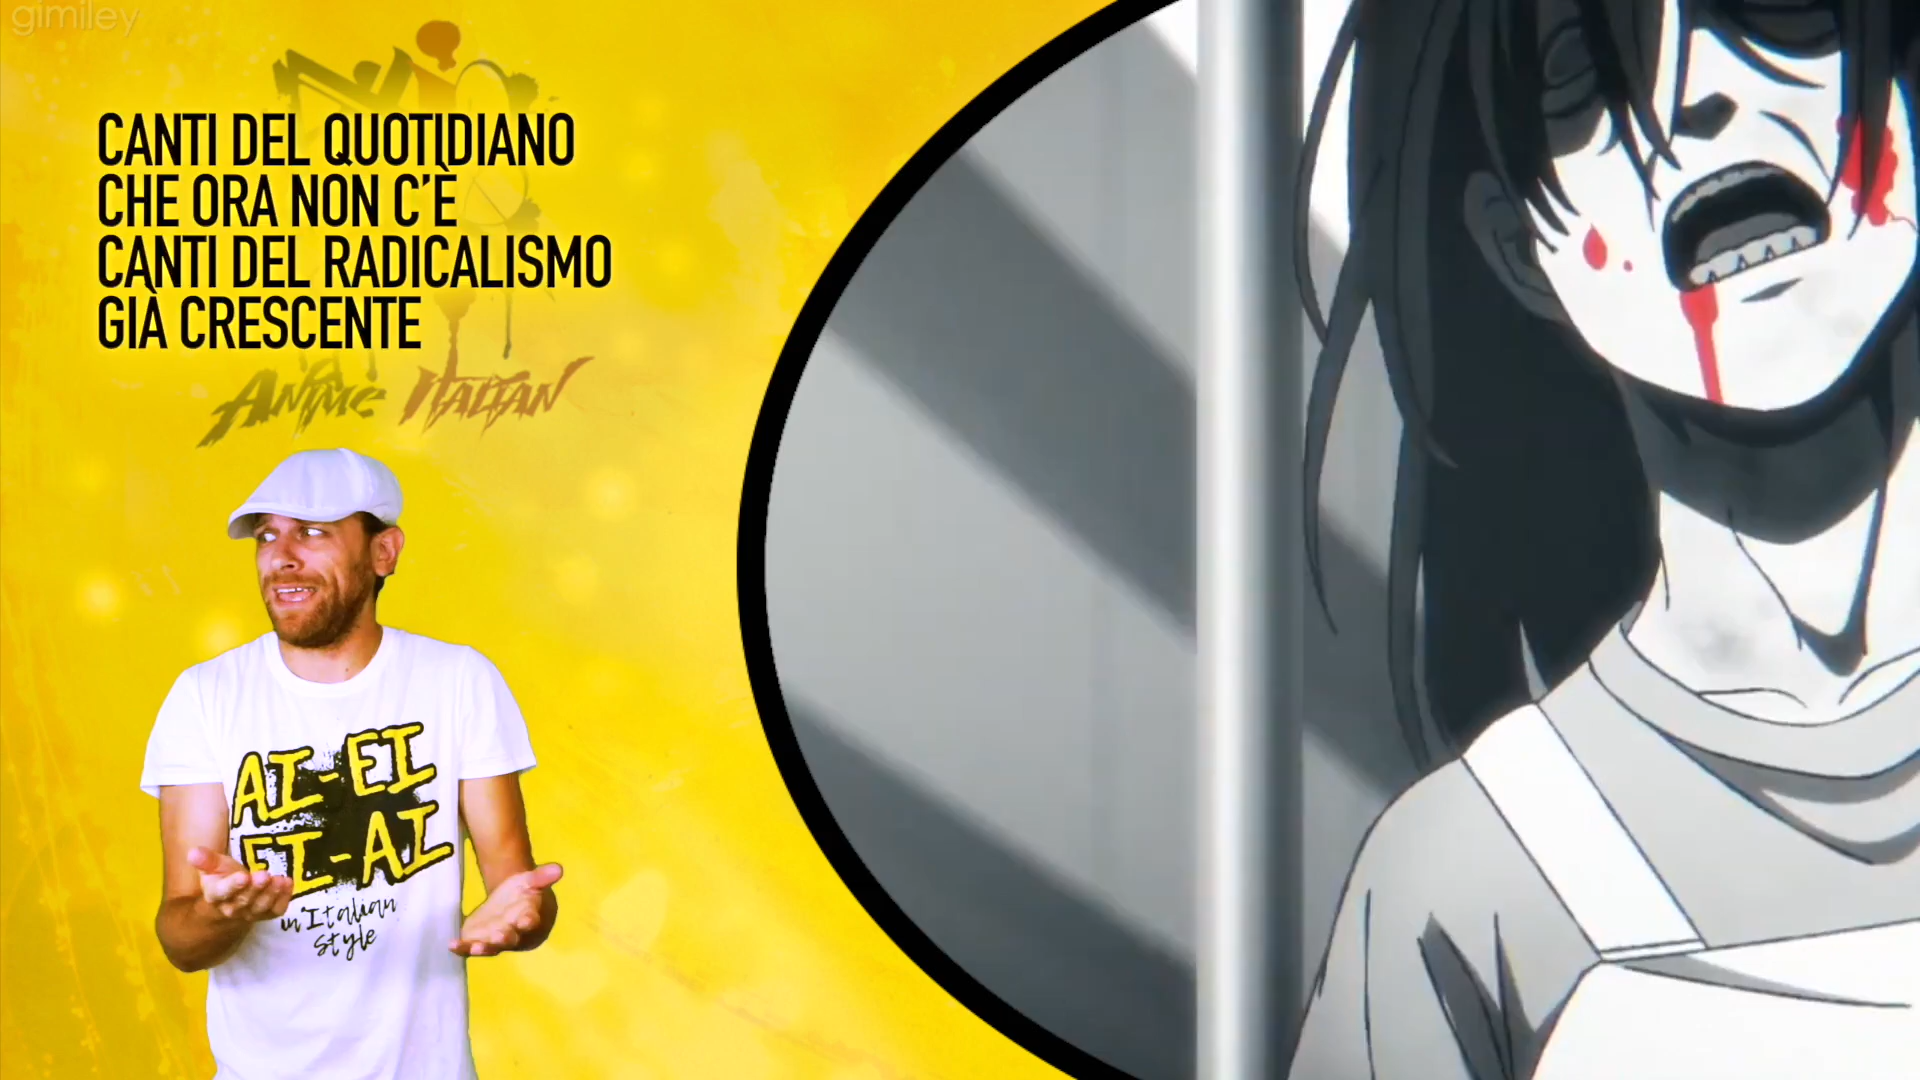 gimiley
CANTI DEL QUOTIDIANO
CHE ORA NON C'È
CANTI DEL RADICALISMO
GIÀ CRESCENTE
ANIME ITALIAN
AI-EI
EI-AI
in Italian
Style